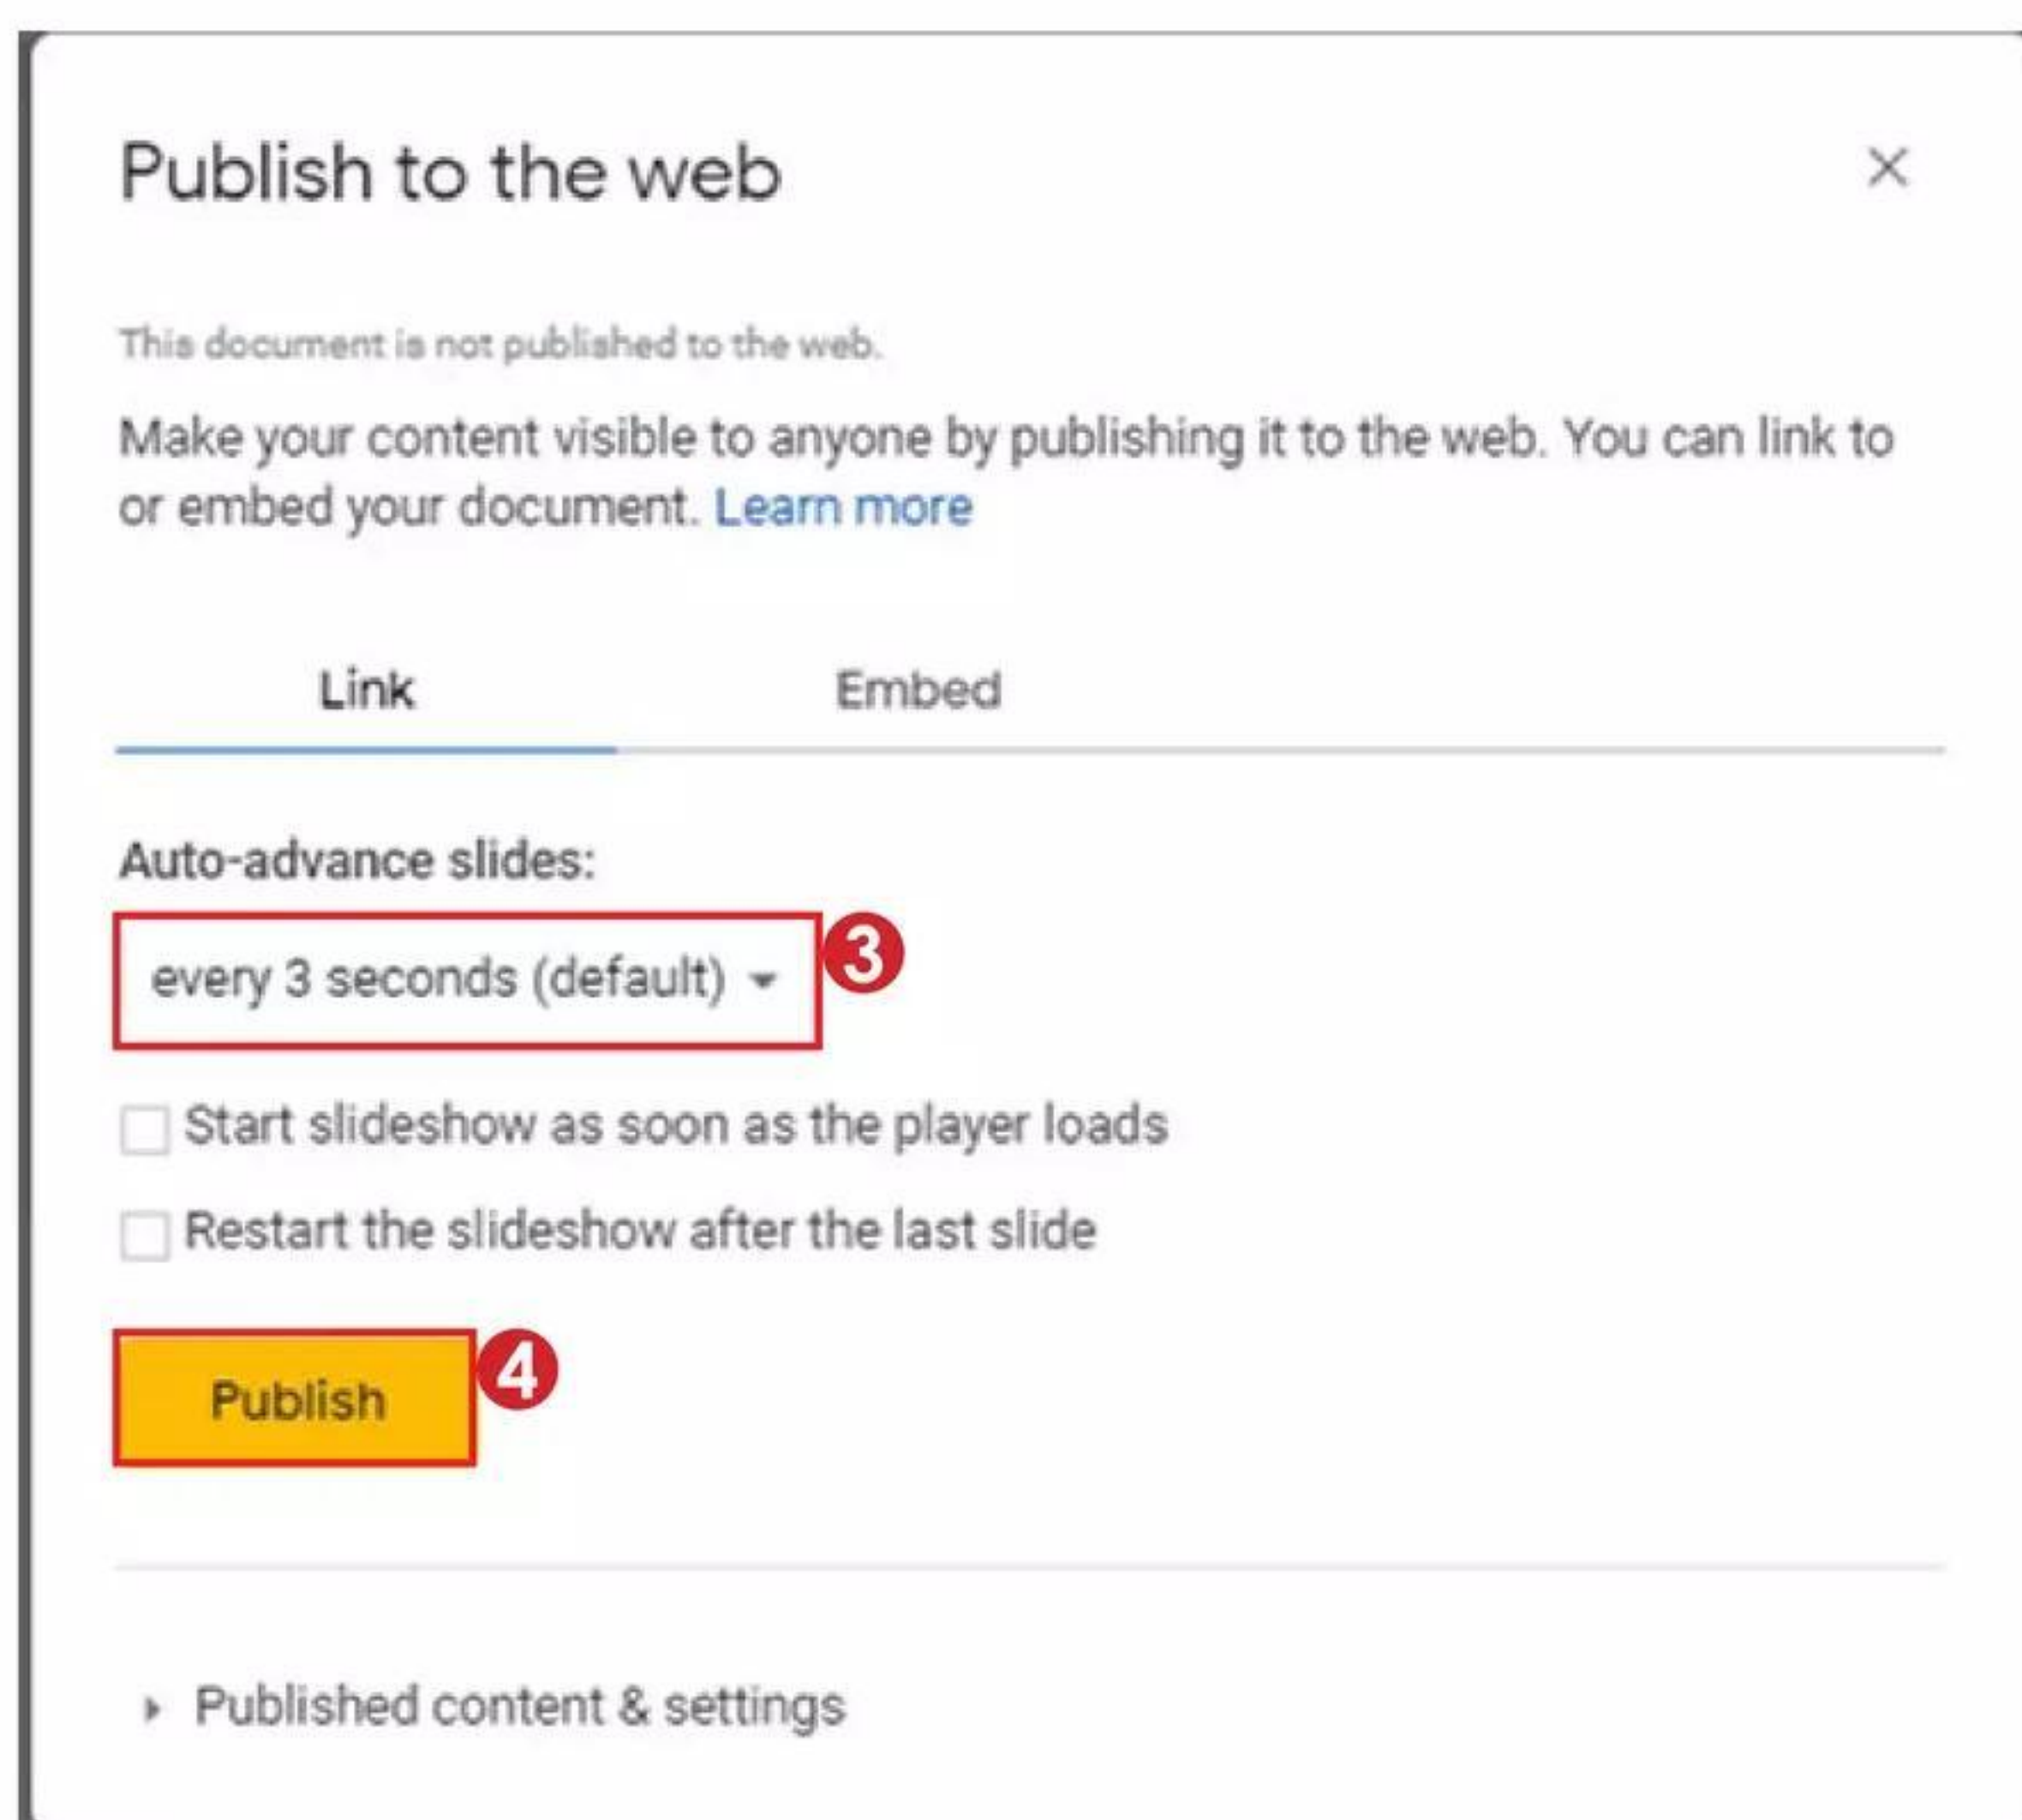 Publish to the web
This document is not published to the web.
Make your content visible to anyone by publishing it to the web. You can link to
or embed your document. Learn more
Link Embed
Auto-advance slides:
every 3 seconds (default)
3
Start slideshow as soon as the player loads
Restart the slideshow after the last slide
Publish
4
Published content & settings